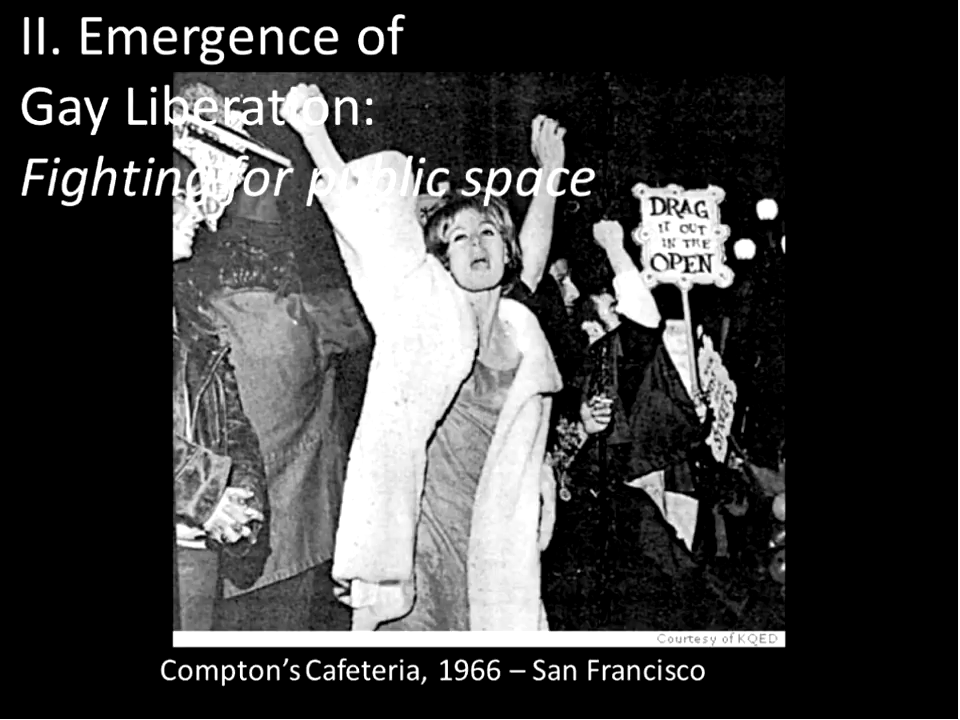 II. Emergence of
Gay Liberation:
Fighting for public space
DRAG
IT OUT
IN THE
OPEN
Courtesy of KQED
Compton's Cafeteria, 1966 – San Francisco